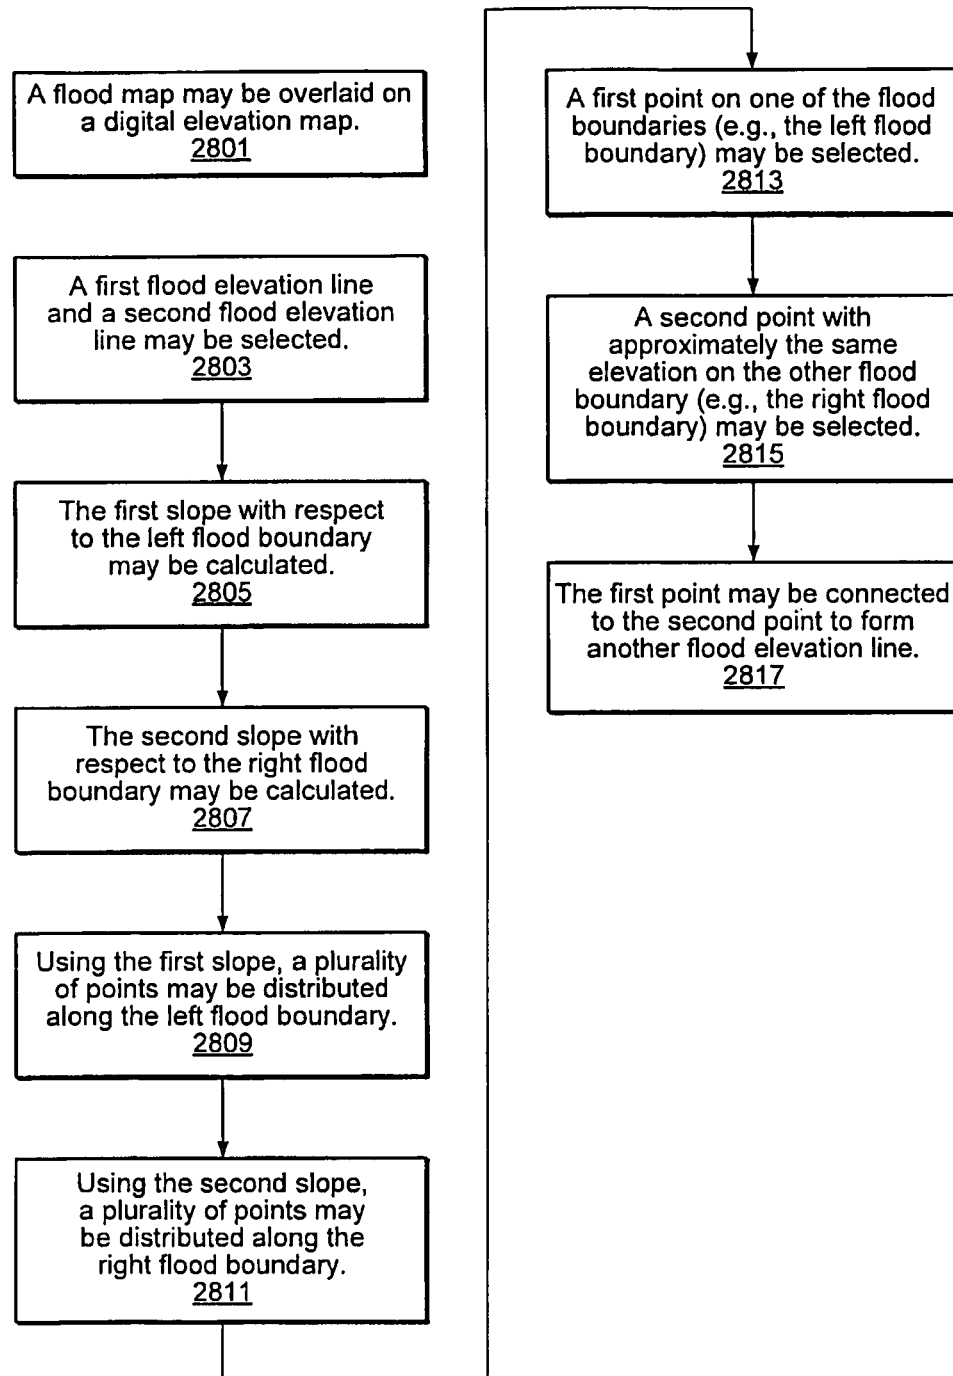 A flood map may be overlaid on
a digital elevation map.
2801
A first flood elevation line
and a second flood elevation
line may be selected.
2803
The first slope with respect
to the left flood boundary
may be calculated.
2805
The second slope with
respect to the right flood
boundary may be calculated.
2807
Using the first slope, a plurality
of points may be distributed
along the left flood boundary.
2809
Using the second slope,
a plurality of points may
be distributed along the
right flood boundary.
2811
A first point on one of the flood
boundaries (e.g., the left flood
boundary) may be selected.
2813
A second point with
approximately the same
elevation on the other flood
boundary (e.g., the right flood
boundary) may be selected.
2815
The first point may be connected
to the second point to form
another flood elevation line.
2817